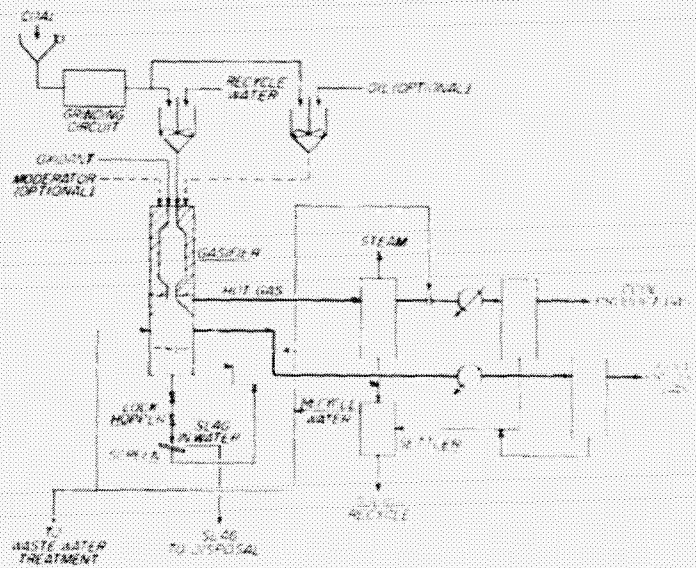 COAL
GRINDING
CIRCUIT
RECYCLE
WATER
OIL (OPTIONAL)
OXIDANT
MODERATOR
(OPTIONAL)
GASIFIER
STEAM
HOT GAS
LOCK
HOPPER
SLAG
IN WATER
SCREEN
RECYCLE
WATER
SETTLER
RECYCLE
TO
WASTE WATER
TREATMENT
SLAG
TO DISPOSAL